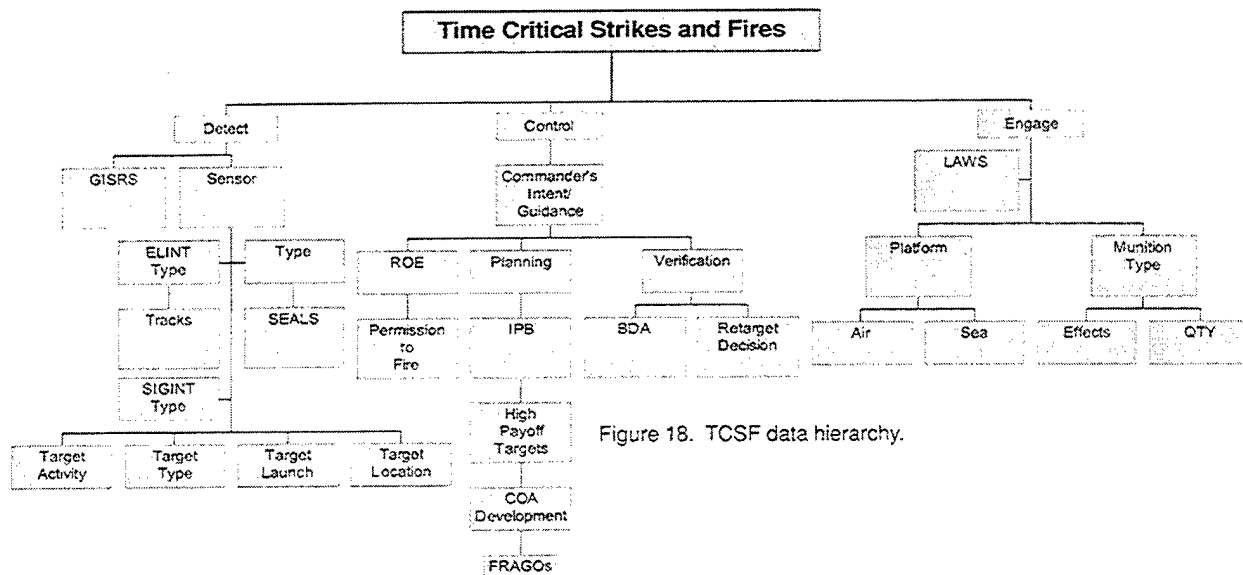 Time Critical Strikes and Fires
Detect
Control
Engage
GISRS
Sensor
Commander's
Intent/
Guidance
LAWS
ELINT
Type
Type
ROE
Planning
Verification
Platform
Munition
Type
Tracks
SEALS
Permission
to
Fire
IPB
BDA
Retarget
Decision
Air
Sea
Effects
QTY
SIGINT
Type
High
Payoff
Targets
Figure 18. TCSF data hierarchy.
Target
Activity
Target
Type
Target
Launch
Target
Location
COA
Development
FRAGOs